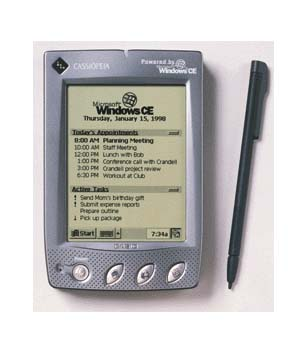 CASSIOPEIA
Powered by
Microsoft
Windows CE
Microsoft
Windows CE
Thursday, January 15, 1998
Today's Appointments
8:00 AM Planning Meeting
10:00 AM Staff Meeting
12:00 PM Lunch with Bob
1:00 PM Conference call with Crandell
3:00 PM Crandell project review
6:30 PM Workout at Club
Active Tasks
! Send Mom's birthday gift
! Submit expense reports
Prepare outline
↓ Pick up package
Start
7:34a
CASIO